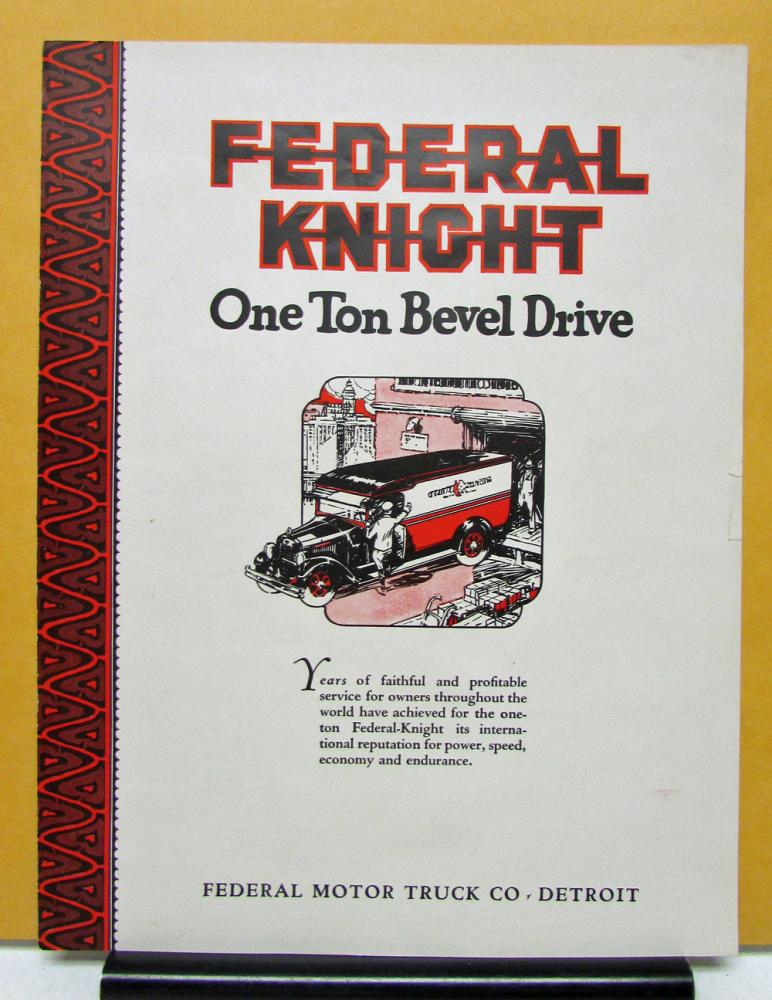 FEDERAL
KNIGHT
One Ton Bevel Drive
Years of faithful and profitable
service for owners throughout the
world have achieved for the one-
ton Federal-Knight its interna-
tional reputation for power, speed,
economy and endurance.
FEDERAL MOTOR TRUCK CO, DETROIT